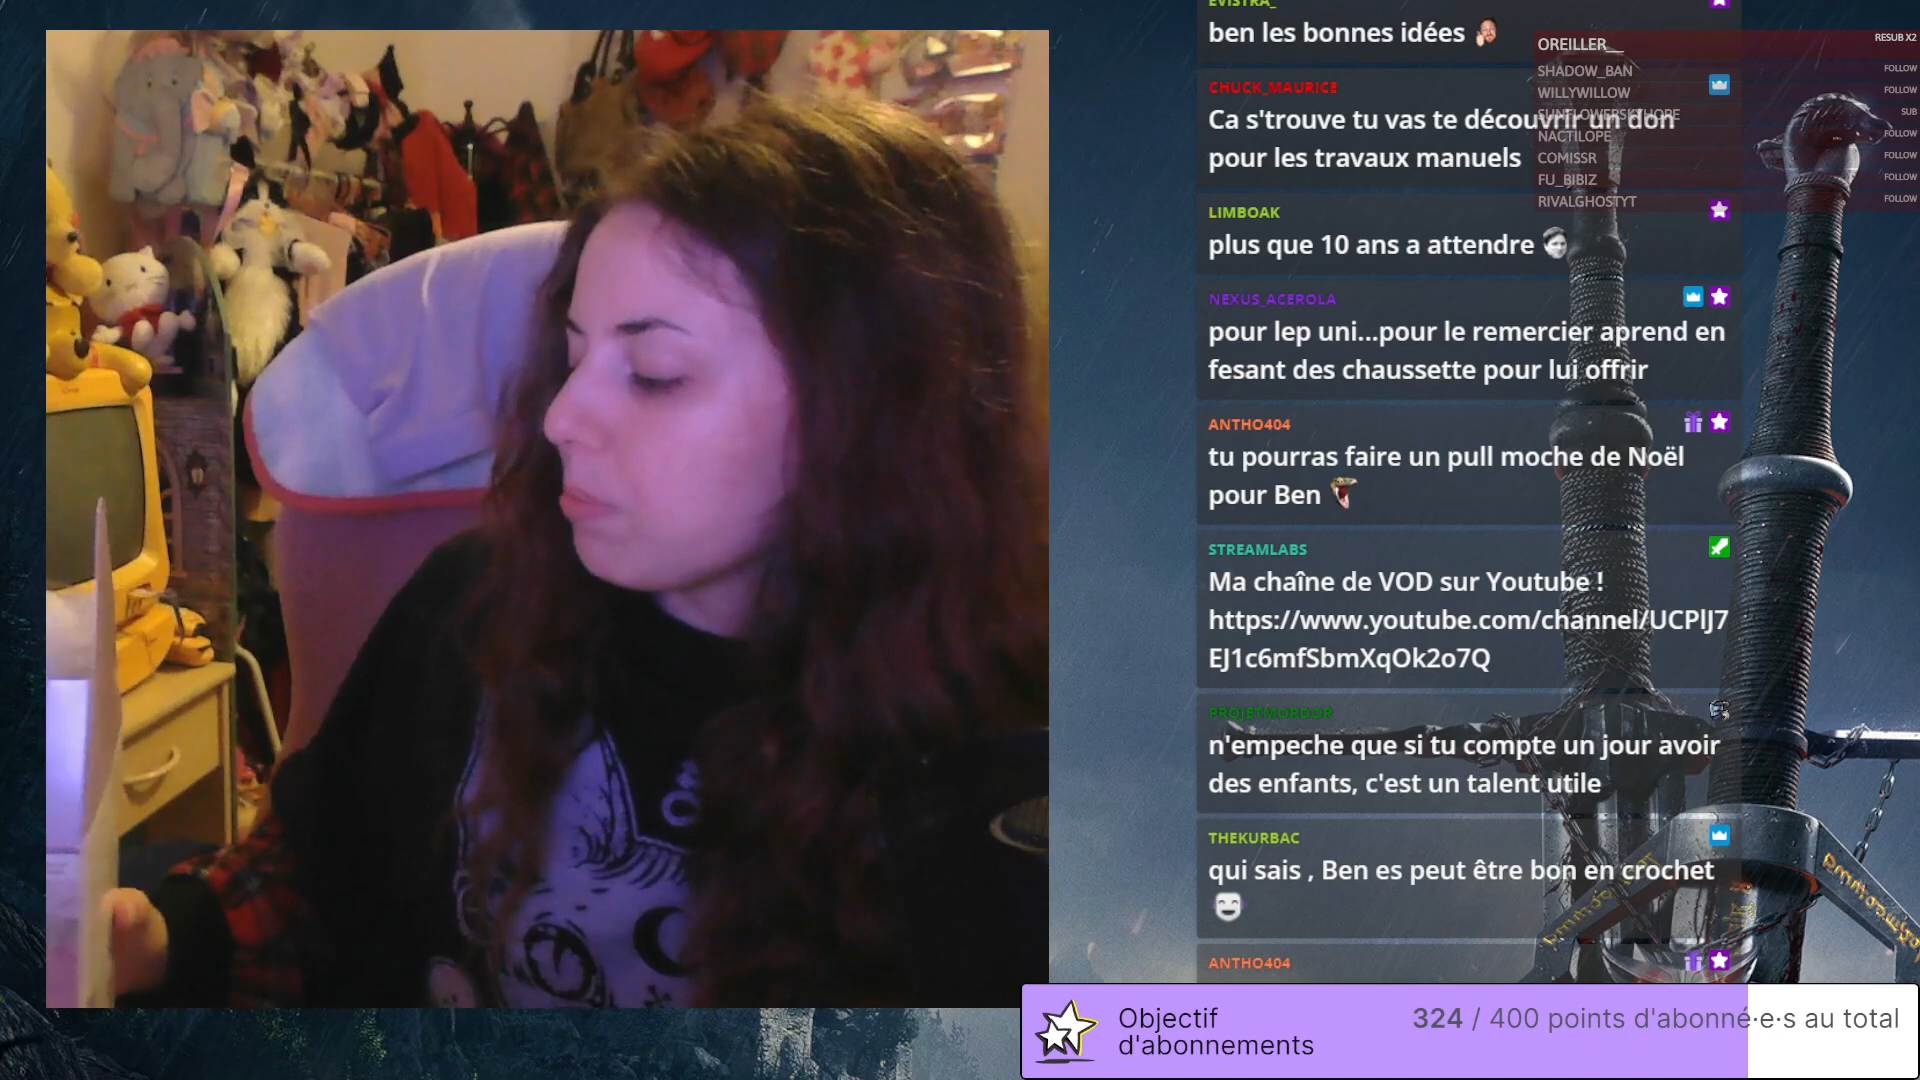 EVISTRA_
ben les bonnes idées
CHUCK_MAURICE
Ca s'trouve tu vas te découvrir un don
pour les travaux manuels
LIMBOAK
plus que 10 ans a attendre
NEXUS_ACEROLA
pour lep uni...pour le remercier aprend en
fesant des chaussette pour lui offrir
ANTHO404
tu pourras faire un pull moche de Noël
pour Ben
STREAMLABS
Ma chaîne de VOD sur Youtube !
https://www.youtube.com/channel/UCPlJ7
EJ1c6mfSbmXqOk2o7Q
PROJETMORDOR
n'empeche que si tu compte un jour avoir
des enfants, c'est un talent utile
THEKURBAC
qui sais , Ben es peut être bon en crochet
ANTHO404
OREILLER__ RESUB X2
SHADOW_BAN FOLLOW
WILLYWILLOW FOLLOW
SUB
NACTILOPE FOLLOW
COMISSR FOLLOW
FU_BIBIZ FOLLOW
RIVALGHOSTYT FOLLOW
Objectif
d'abonnements
324 / 400 points d'abonné·e·s au total